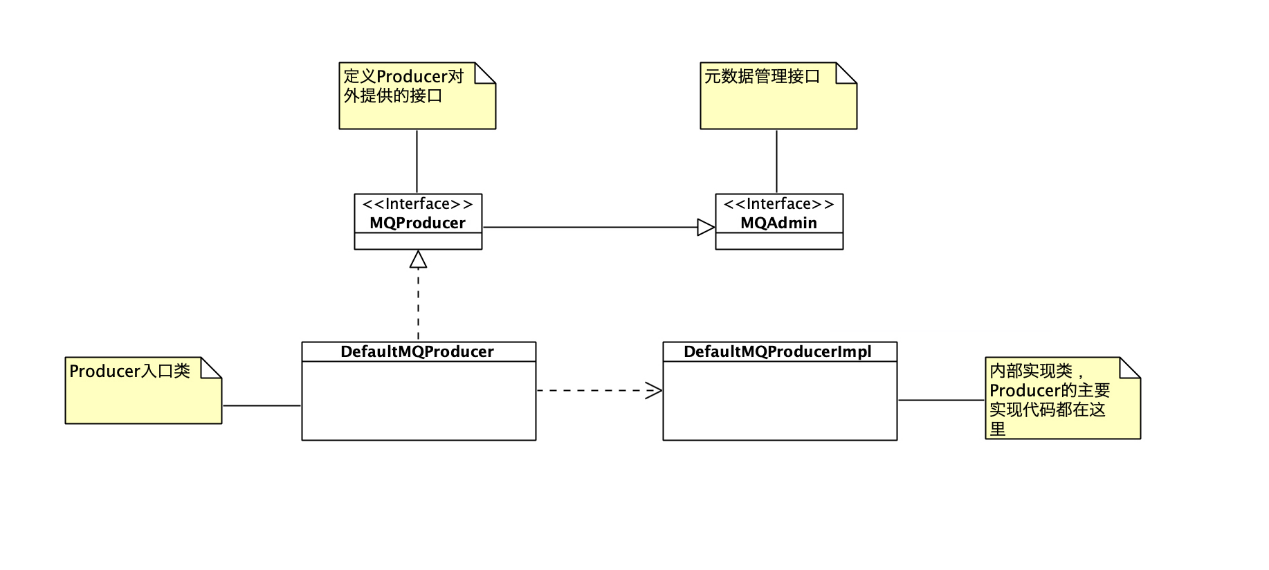 定义Producer对
外提供的接口
元数据管理接口
<<Interface>>
MQProducer
<<Interface>>
MQAdmin
Producer入口类
DefaultMQProducer
DefaultMQProducerImpl
内部实现类，
Producer的主要
实现代码都在这
里